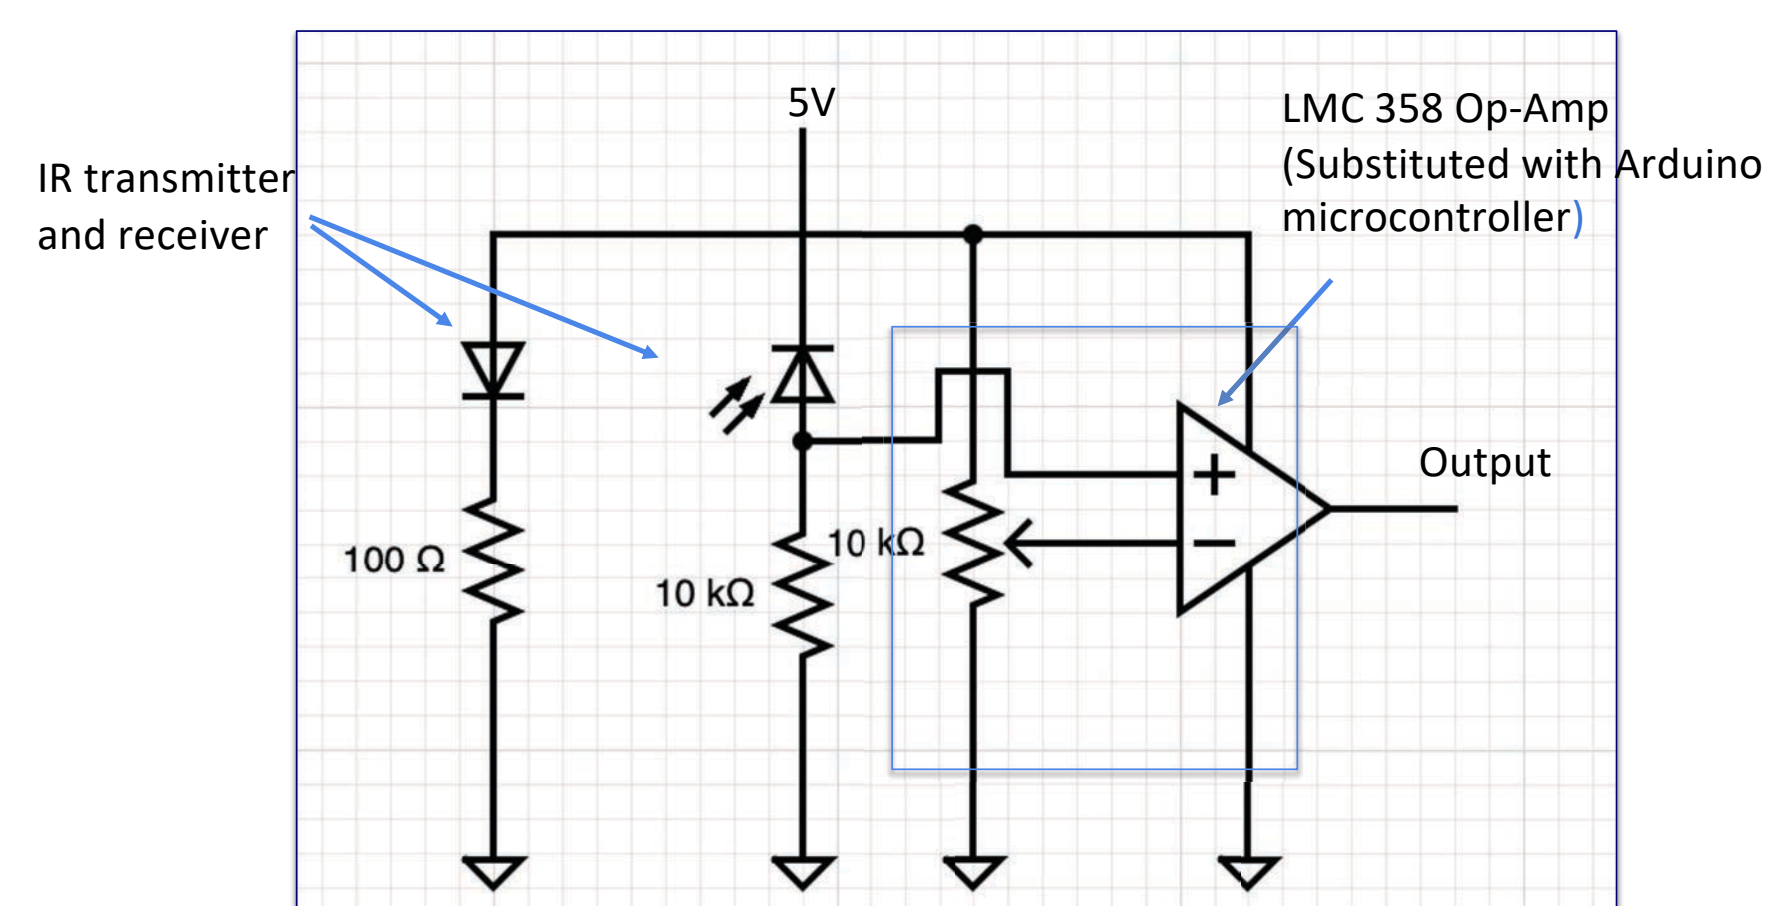 5V
LMC 358 Op-Amp
(Substituted with Arduino
microcontroller)
IR transmitter
and receiver
Output
+
−
100 Ω
10 kΩ
10 kΩ